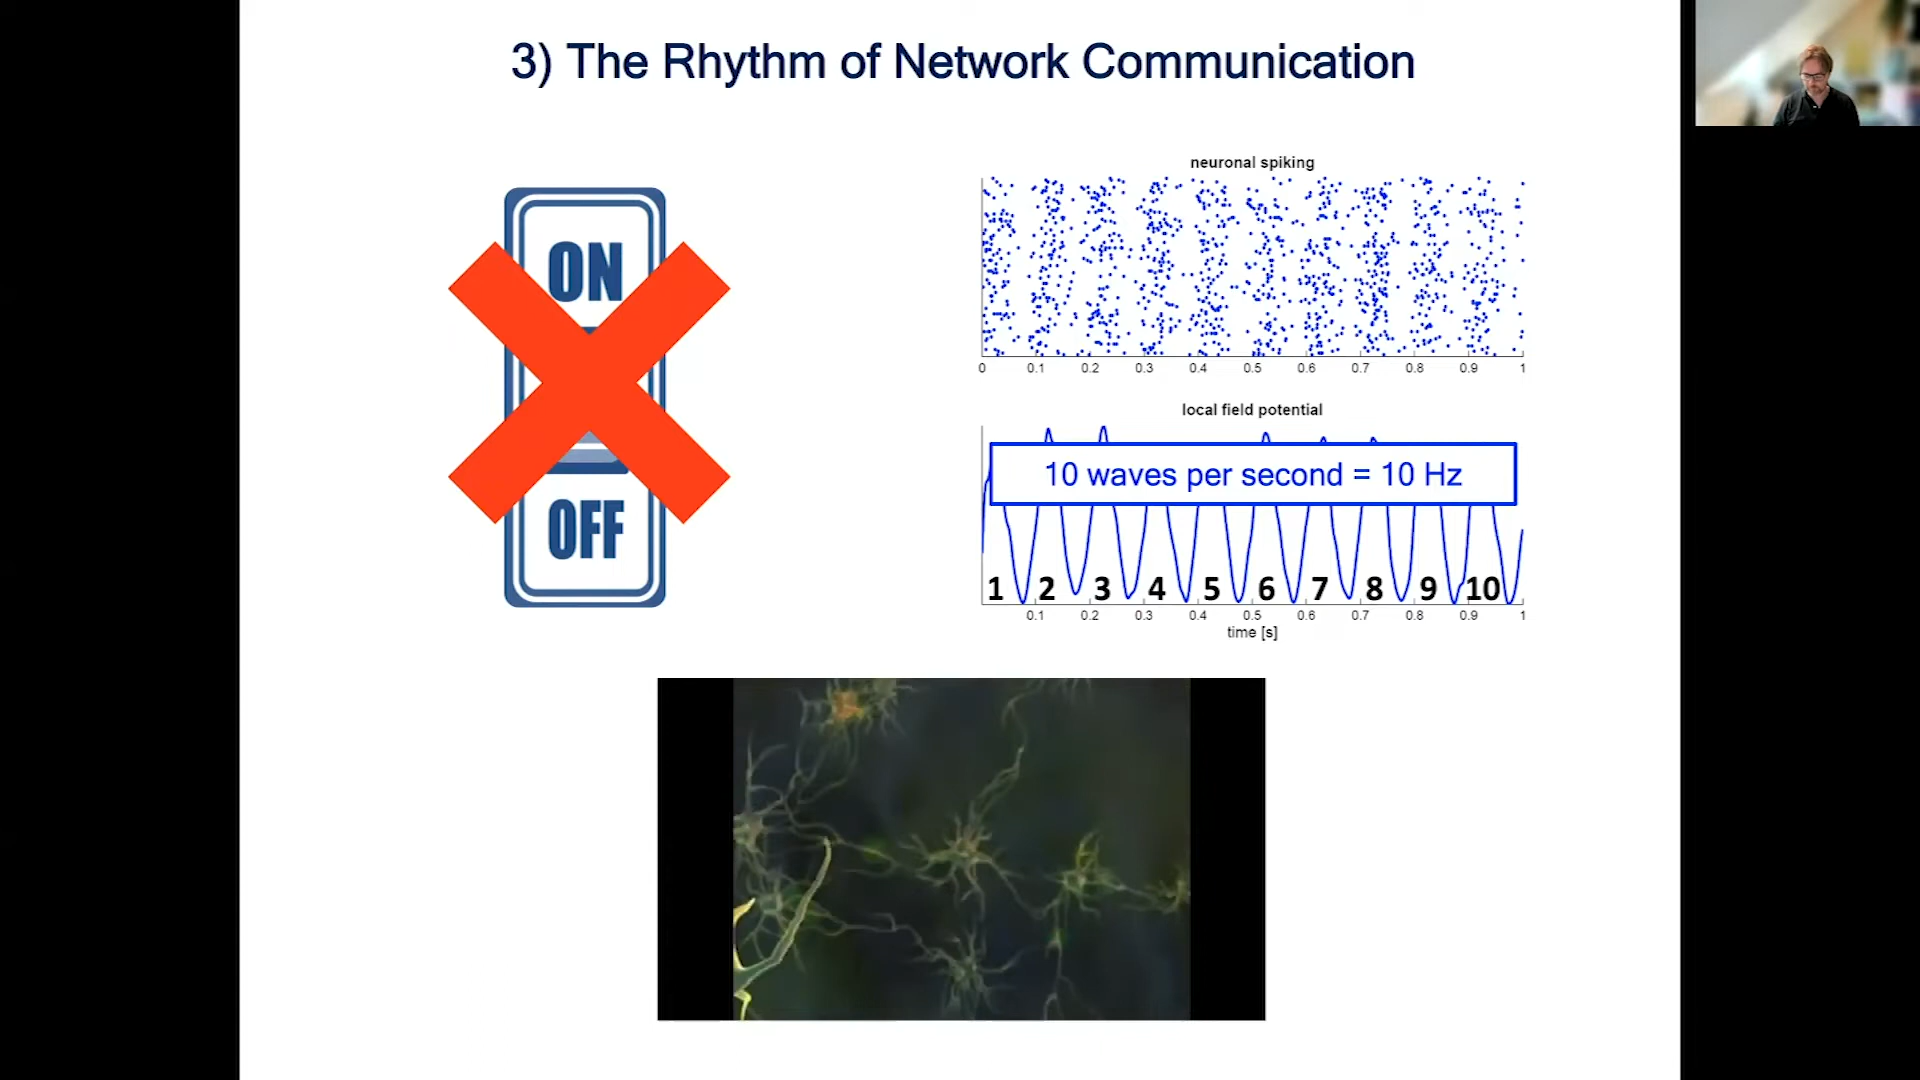 3) The Rhythm of Network Communication
ON
OFF
neuronal spiking
0 0.1 0.2 0.3 0.4 0.5 0.6 0.7 0.8 0.9 1
local field potential
10 waves per second = 10 Hz
1 2 3 4 5 6 7 8 9 10
0.1 0.2 0.3 0.4 0.5 0.6 0.7 0.8 0.9 1
time [s]